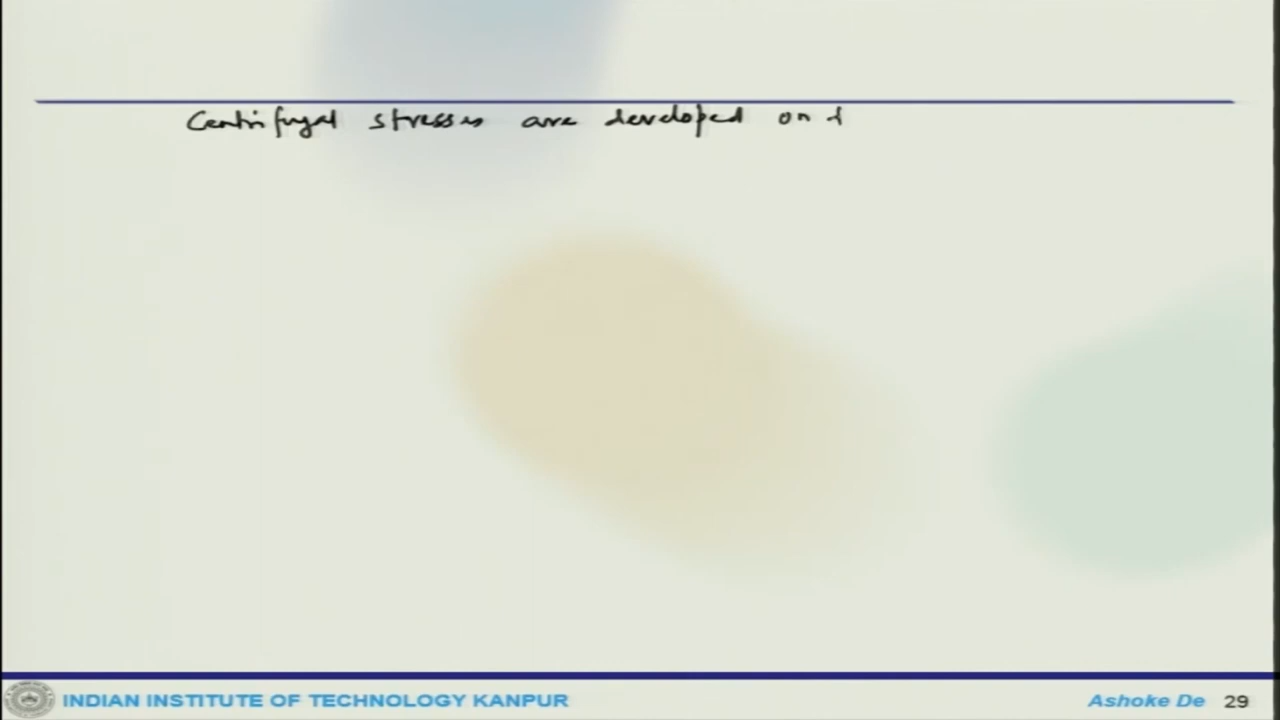 Centrifugal stresses are developed on
INDIAN INSTITUTE OF TECHNOLOGY KANPUR
Ashoke De 29